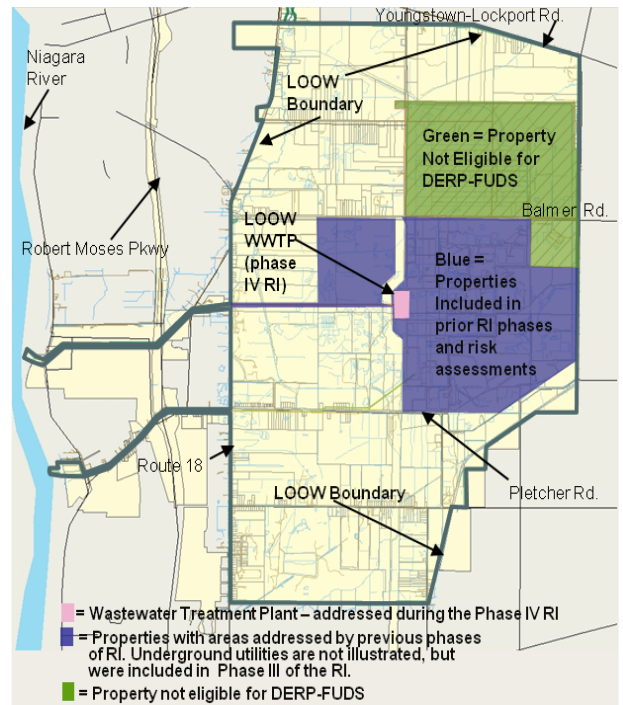 Youngstown-Lockport Rd.
Niagara
River
LOOW
Boundary
Green = Property
Not Eligible for
DERP-FUDS
Balmer Rd.
LOOW
WWTP
(phase
IV RI)
Robert Moses Pkwy
Blue =
Properties
Included in
prior RI phases
and risk
assessments
Route 18
LOOW Boundary
Pletcher Rd.
= Wastewater Treatment Plant – addressed during the Phase IV RI
= Properties with areas addressed by previous phases
of RI. Underground utilities are not illustrated, but
were included in Phase III of the RI.
= Property not eligible for DERP-FUDS